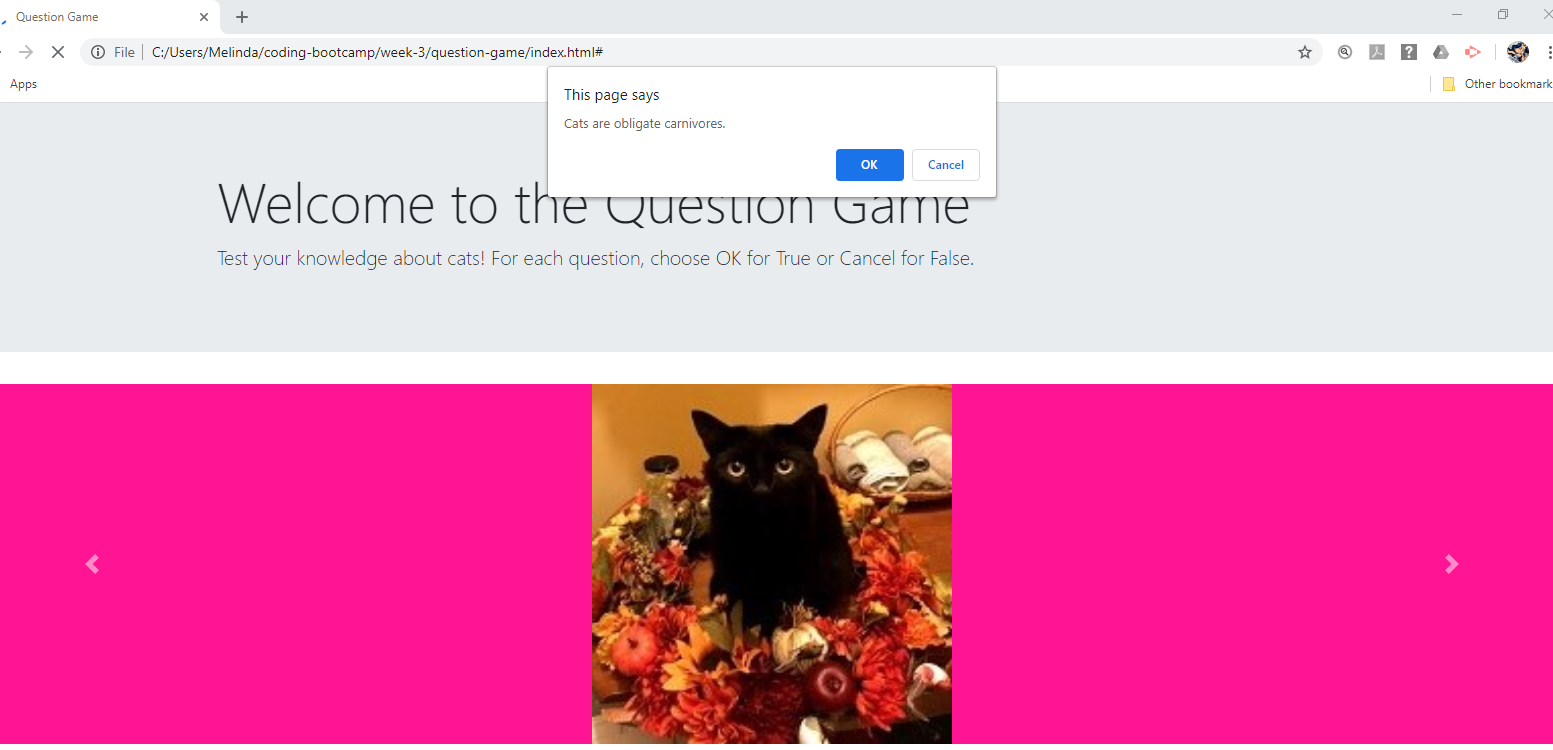 Question Game
File
C:/Users/Melinda/coding-bootcamp/week-3/question-game/index.html#
Apps
Other bookmark
This page says
Cats are obligate carnivores.
OK
Cancel
Welcome to the Question Game
Test your knowledge about cats! For each question, choose OK for True or Cancel for False.